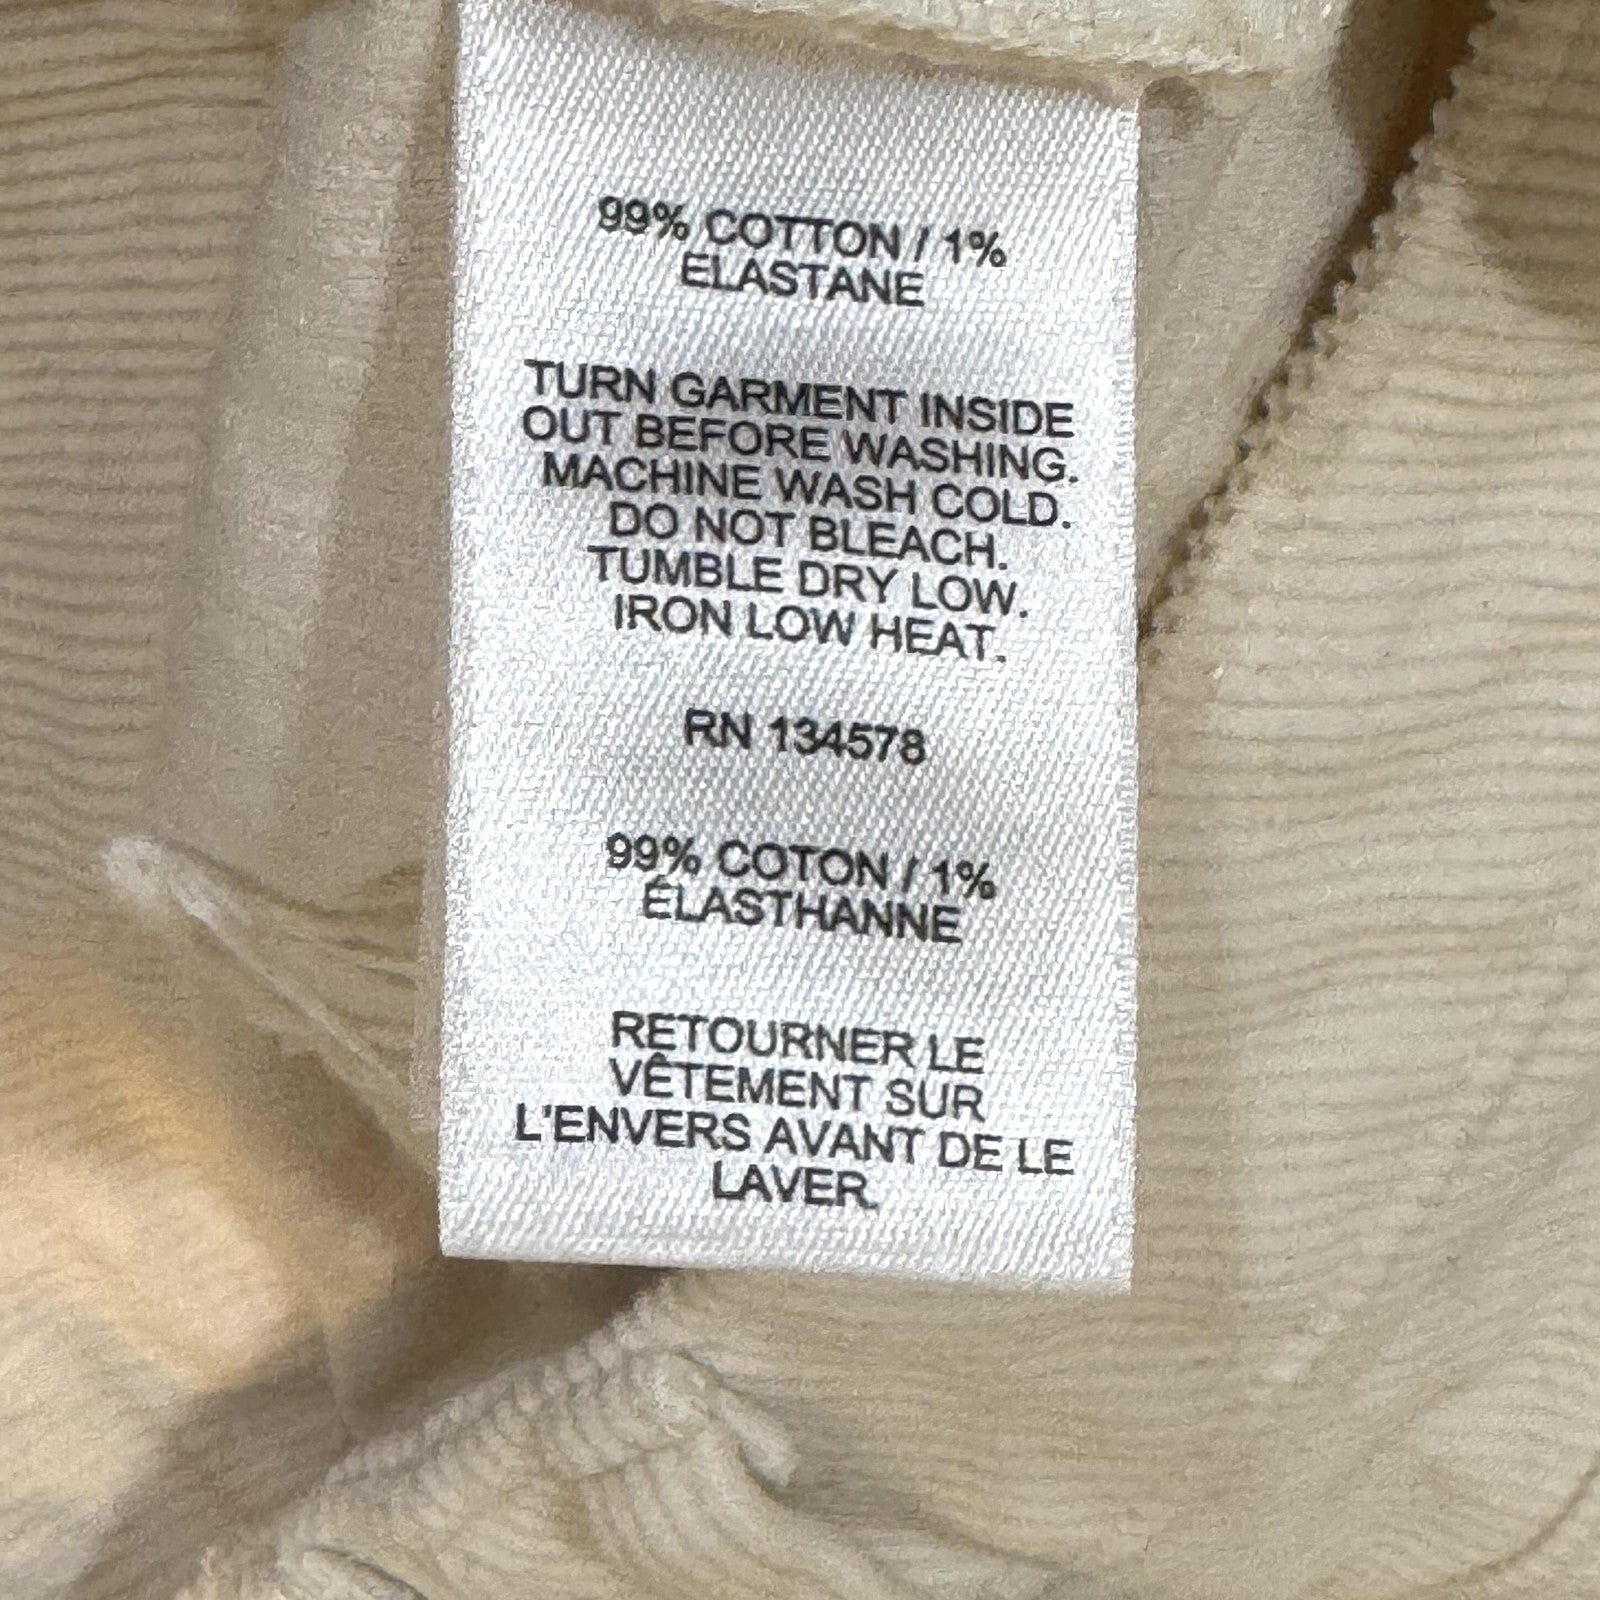 99% COTTON / 1%
ELASTANE
TURN GARMENT INSIDE
OUT BEFORE WASHING.
MACHINE WASH COLD.
DO NOT BLEACH.
TUMBLE DRY LOW.
IRON LOW HEAT.
RN 134578
99% COTON / 1%
ÉLASTHANNE
RETOURNER LE
VÊTEMENT SUR
L'ENVERS AVANT DE LE
LAVER.